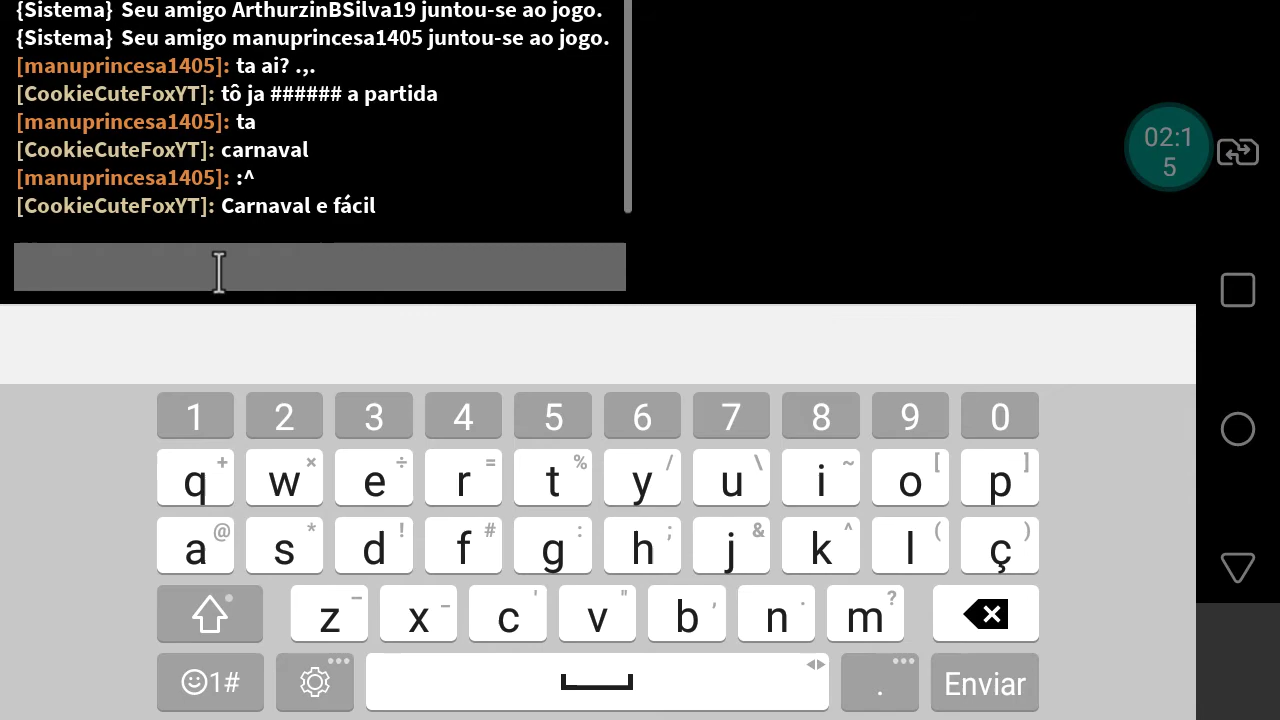 {Sistema} Seu amigo ArthurzinBSilva19 juntou-se ao jogo.
{Sistema} Seu amigo manuprincesa1405 juntou-se ao jogo.
[manuprincesa1405]: ta ai? .,.
[CookieCuteFoxYT]: tô ja ###### a partida
[manuprincesa1405]: ta
[CookieCuteFoxYT]: carnaval
[manuprincesa1405]: :^
[CookieCuteFoxYT]: Carnaval e fácil
02:1
5
1 2 3 4 5 6 7 8 9 0
q + w × e ÷ r = t % y / u \ i ~ o [ p ]
a @ s * d ! f # g : h ; j & k ^ l ( ç )
z – x _ c ' v " b , n . m ?
1# . Enviar